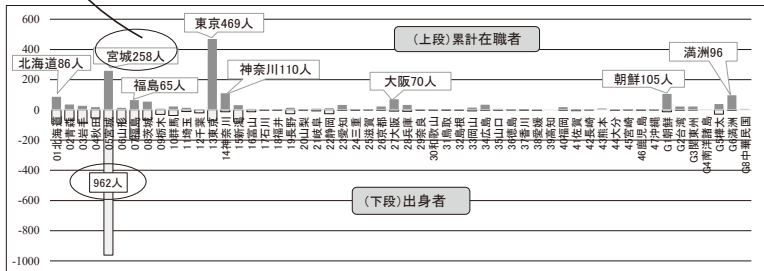 600
400
200
0
-200
-400
-600
-800
-1000
東京469人
宮城258人
北海道86人
福島65人
神奈川110人
大阪70人
朝鮮105人
満洲96
(上段)累計在職者
(下段)出身者
962人
01北海道
02青森
03岩手
04秋田
05宮城
06山形
07福島
08茨城
09栃木
10群馬
11埼玉
12千葉
13東京
14神奈川
15新潟
16富山
17石川
18福井
19長野
20山梨
21岐阜
22静岡
23愛知
24三重
25滋賀
26京都
27大阪
28兵庫
29奈良
30和歌山
31鳥取
32島根
33岡山
34広島
35山口
36徳島
37香川
38愛媛
39高知
40福岡
41佐賀
42長崎
43熊本
44大分
45宮崎
46鹿児島
47沖縄
G1朝鮮
G2台湾
G3関東州
G4南洋諸島
G5樺太
G6満洲
G8中華民国